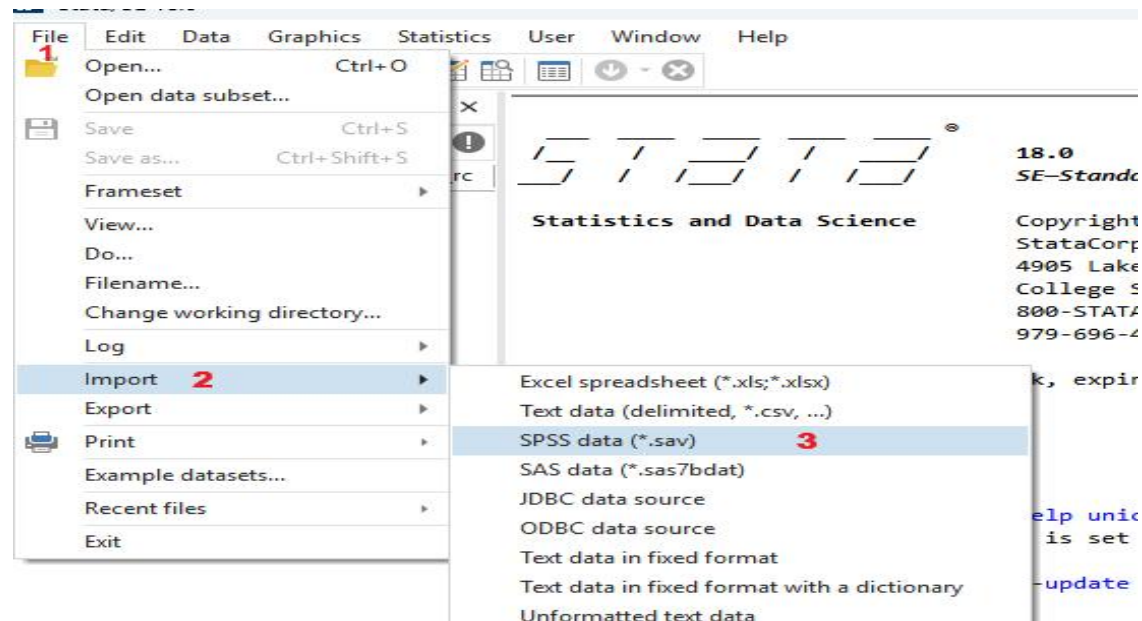 File Edit Data Graphics Statistics User Window Help
1
Open... Ctrl+O
Open data subset...
Save Ctrl+S
Save as... Ctrl+Shift+S
Frameset
View...
Do...
Filename...
Change working directory...
Log
Import 2
Export
Print
Example datasets...
Recent files
Exit
Excel spreadsheet (*.xls;*.xlsx)
Text data (delimited, *.csv, ...)
SPSS data (*.sav) 3
SAS data (*.sas7bdat)
JDBC data source
ODBC data source
Text data in fixed format
Text data in fixed format with a dictionary
Unformatted text data
rc
STATA ®
18.0
SE—Standa
Statistics and Data Science
Copyright
StataCorp
4905 Lake
College S
800-STATA
979-696-4
k, expir
elp unic
is set
-update